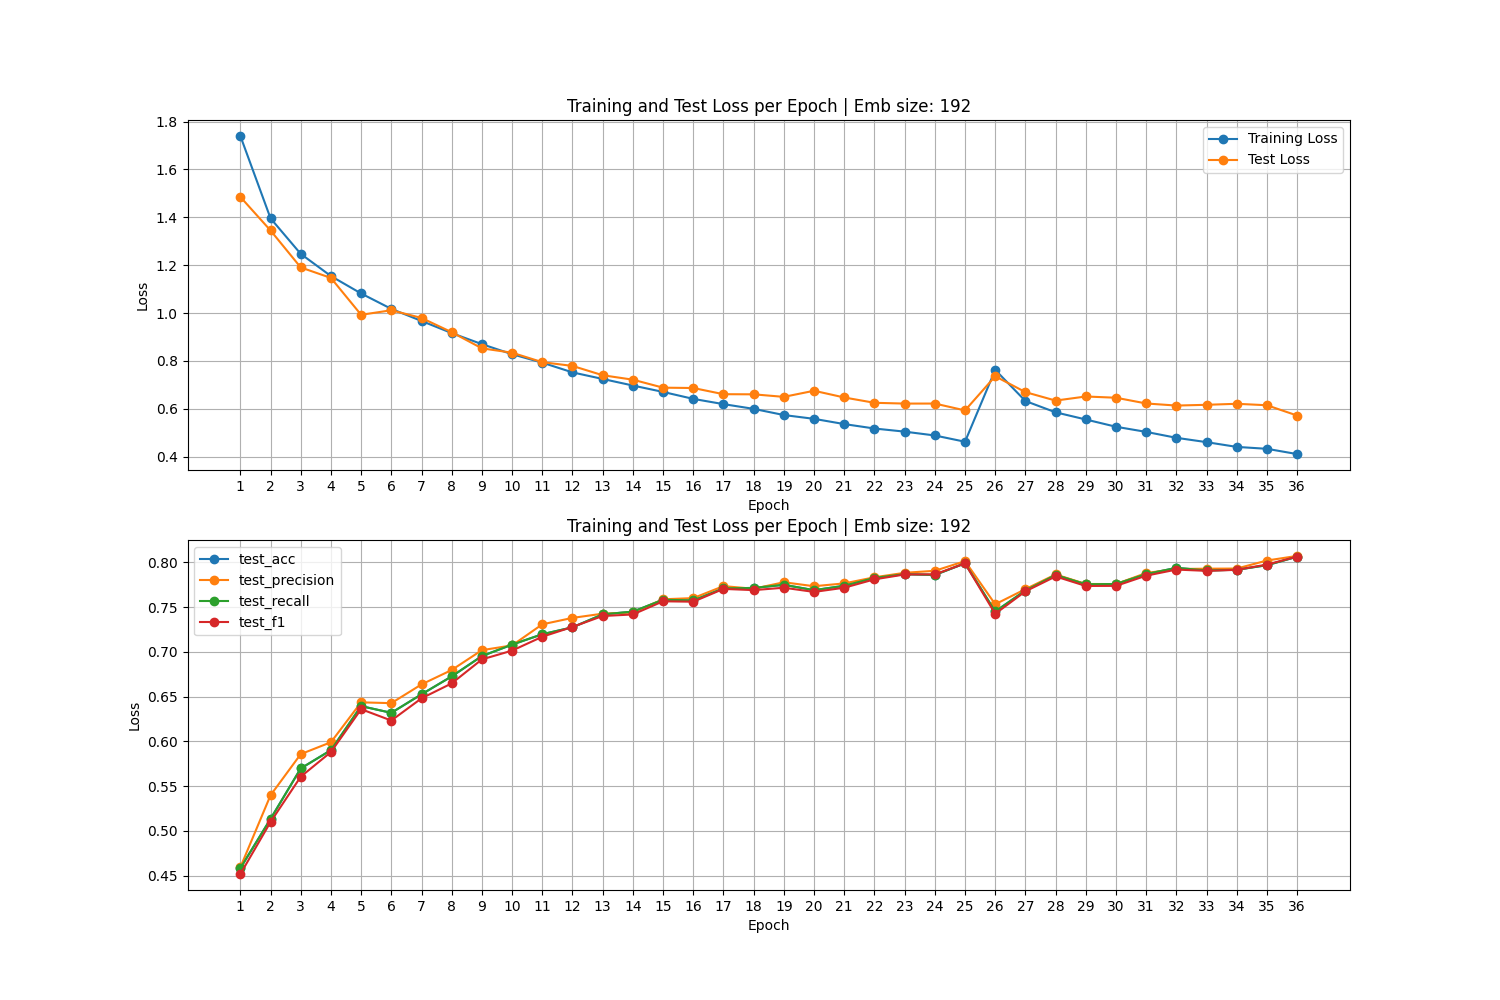 Training and Test Loss per Epoch | Emb size: 192
Training Loss
Test Loss
1.8
1.6
1.4
1.2
1.0
0.8
0.6
0.4
Loss
1 2 3 4 5 6 7 8 9 10 11 12 13 14 15 16 17 18 19 20 21 22 23 24 25 26 27 28 29 30 31 32 33 34 35 36
Epoch
Training and Test Loss per Epoch | Emb size: 192
test_acc
test_precision
test_recall
test_f1
0.80
0.75
0.70
0.65
0.60
0.55
0.50
0.45
Loss
1 2 3 4 5 6 7 8 9 10 11 12 13 14 15 16 17 18 19 20 21 22 23 24 25 26 27 28 29 30 31 32 33 34 35 36
Epoch